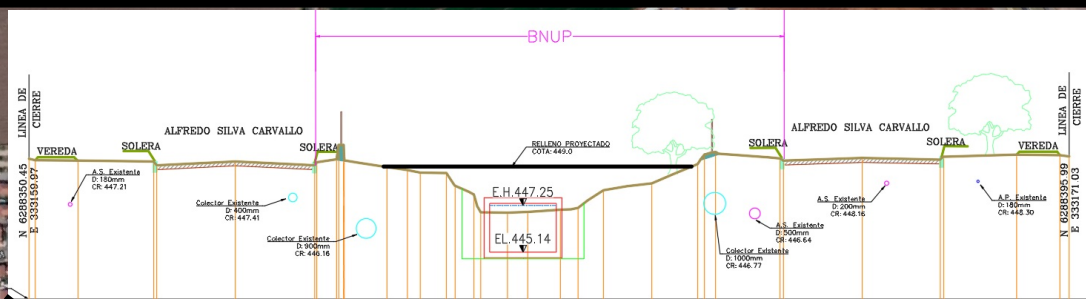 BNUP
LINEA DE
CIERRE
N 6288350.45
E 333159.97
VEREDA
SOLERA
ALFREDO SILVA CARVALLO
SOLERA
A.S. Existente
D: 180mm
CR: 447.21
Colector Existente
D: 400mm
CR: 447.41
Colector Existente
D: 900mm
CR: 446.16
RELLENO PROYECTADO
COTA: 449.0
E.H.447.25
EL.445.14
SOLERA
ALFREDO SILVA CARVALLO
SOLERA
VEREDA
Colector Existente
D: 1000mm
CR: 446.77
A.S. Existente
D: 500mm
CR: 446.64
A.S. Existente
D: 200mm
CR: 448.16
A.P. Existente
D: 180mm
CR: 448.30
LINEA DE
CIERRE
N 6288395.99
E 333171.03